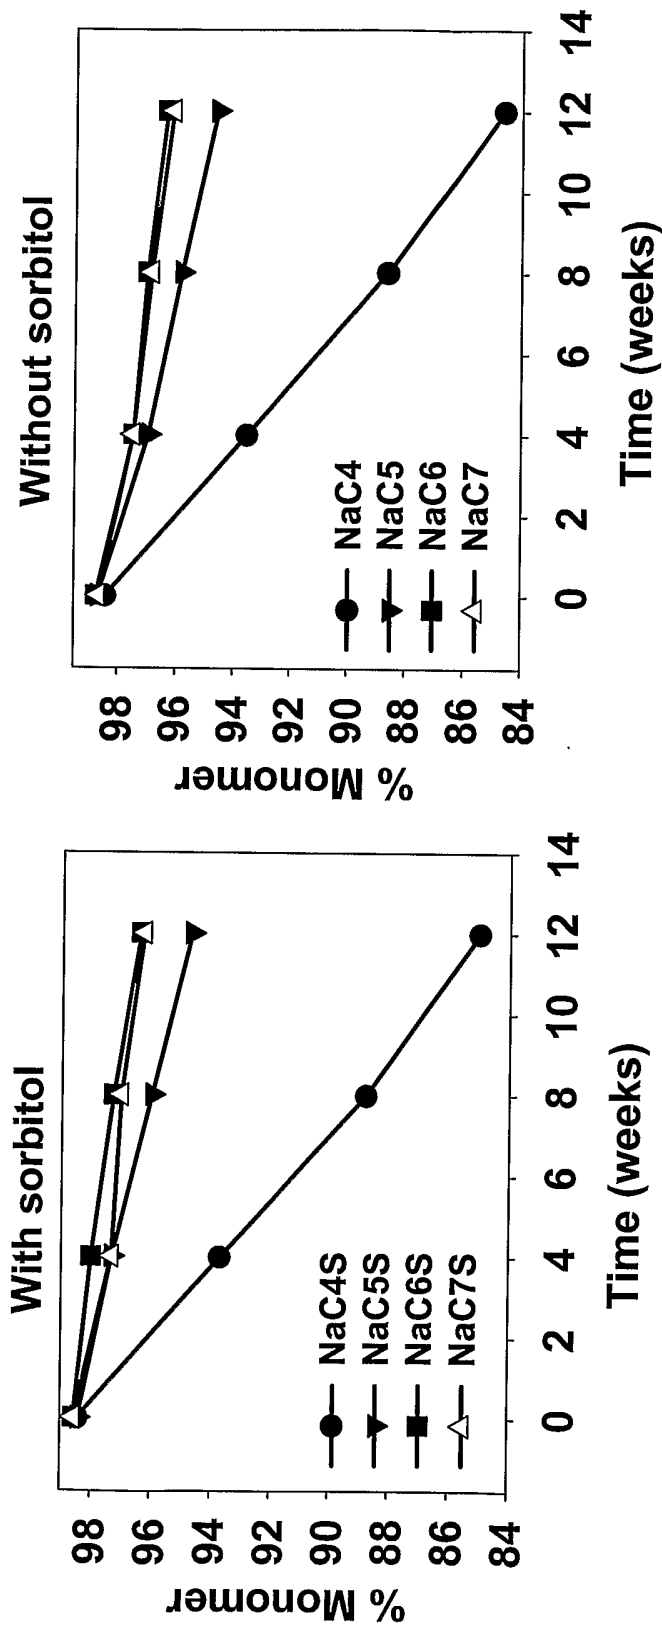 With sorbitol
% Monomer
98
96
94
92
90
88
86
84
NaC4S
NaC5S
NaC6S
NaC7S
0 2 4 6 8 10 12 14
Time (weeks)
Without sorbitol
% Monomer
98
96
94
92
90
88
86
84
NaC4
NaC5
NaC6
NaC7
0 2 4 6 8 10 12 14
Time (weeks)